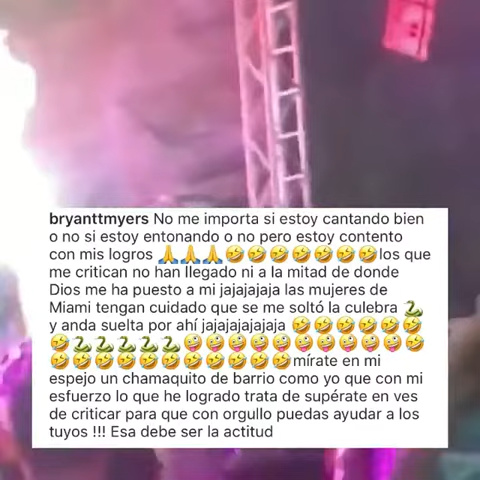 bryanttmyers No me importa si estoy cantando bien
o no si estoy entonando o no pero estoy contento
con mis logros 🙏🙏🙏🤣🤣🤣🤣🤣🤣🤣los que
me critican no han llegado ni a la mitad de donde
Dios me ha puesto a mi jajajajaja las mujeres de
Miami tengan cuidado que se me soltó la culebra 🐍
y anda suelta por ahí jajajajajajaja 🤣🤣🤣🤣🤣🤣
🤣🐍🐍🐍🐍🐍🤪🤪🤪🤪🤪🤪🤪🤪🤪🤪🤪
🤣🤣🤣🤣🤣🤣🤣🤣🤣🤣🤣mírate en mi
espejo un chamaquito de barrio como yo que con mi
esfuerzo lo que he logrado trata de supérate en ves
de criticar para que con orgullo puedas ayudar a los
tuyos !!! Esa debe ser la actitud